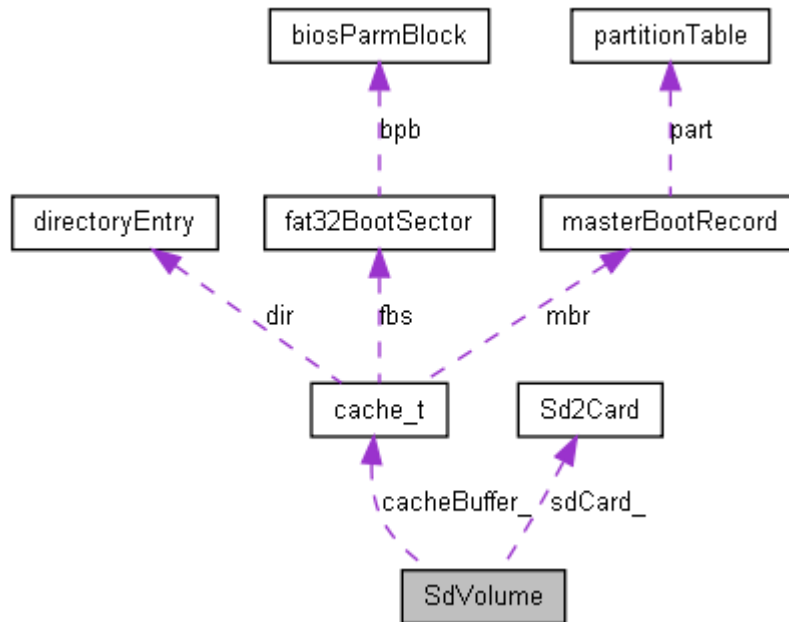 biosParmBlock
partitionTable
bpb
part
directoryEntry
fat32BootSector
masterBootRecord
dir
fbs
mbr
cache_t
Sd2Card
cacheBuffer_
sdCard_
SdVolume